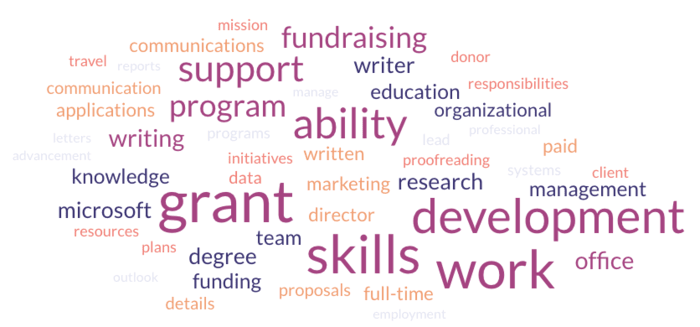 mission
communications fundraising
travel reports support writer donor
communication manage education responsibilities
applications program ability organizational
letters writing programs lead professional
advancement initiatives written proofreading paid
knowledge data marketing research systems client
microsoft grant director development management
resources plans team skills work office
degree
outlook funding proposals full-time
details employment